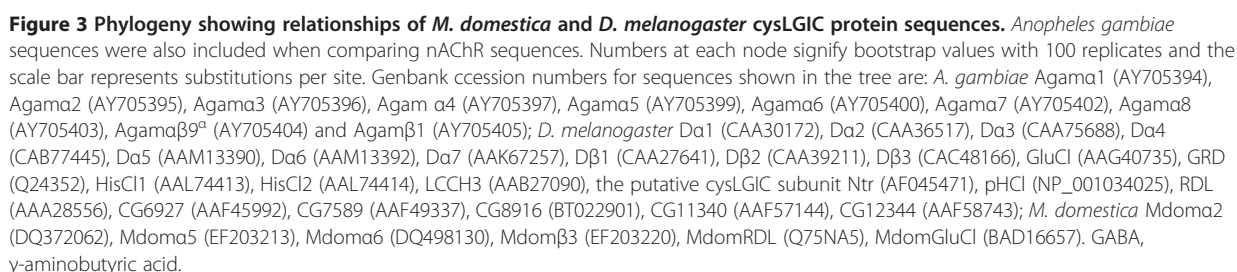 Figure 3 Phylogeny showing relationships of M. domestica and D. melanogaster cysLGIC protein sequences. Anopheles gambiae
sequences were also included when comparing nAChR sequences. Numbers at each node signify bootstrap values with 100 replicates and the
scale bar represents substitutions per site. Genbank ccession numbers for sequences shown in the tree are: A. gambiae Agamα1 (AY705394),
Agamα2 (AY705395), Agamα3 (AY705396), Agam α4 (AY705397), Agamα5 (AY705399), Agamα6 (AY705400), Agamα7 (AY705402), Agamα8
(AY705403), Agamαβ9α (AY705404) and Agamβ1 (AY705405); D. melanogaster Dα1 (CAA30172), Dα2 (CAA36517), Dα3 (CAA75688), Dα4
(CAB77445), Dα5 (AAM13390), Dα6 (AAM13392), Dα7 (AAK67257), Dβ1 (CAA27641), Dβ2 (CAA39211), Dβ3 (CAC48166), GluCl (AAG40735), GRD
(Q24352), HisCl1 (AAL74413), HisCl2 (AAL74414), LCCH3 (AAB27090), the putative cysLGIC subunit Ntr (AF045471), pHCl (NP_001034025), RDL
(AAA28556), CG6927 (AAF45992), CG7589 (AAF49337), CG8916 (BT022901), CG11340 (AAF57144), CG12344 (AAF58743); M. domestica Mdomα2
(DQ372062), Mdomα5 (EF203213), Mdomα6 (DQ498130), Mdomβ3 (EF203220), MdomRDL (Q75NA5), MdomGluCl (BAD16657). GABA,
γ-aminobutyric acid.